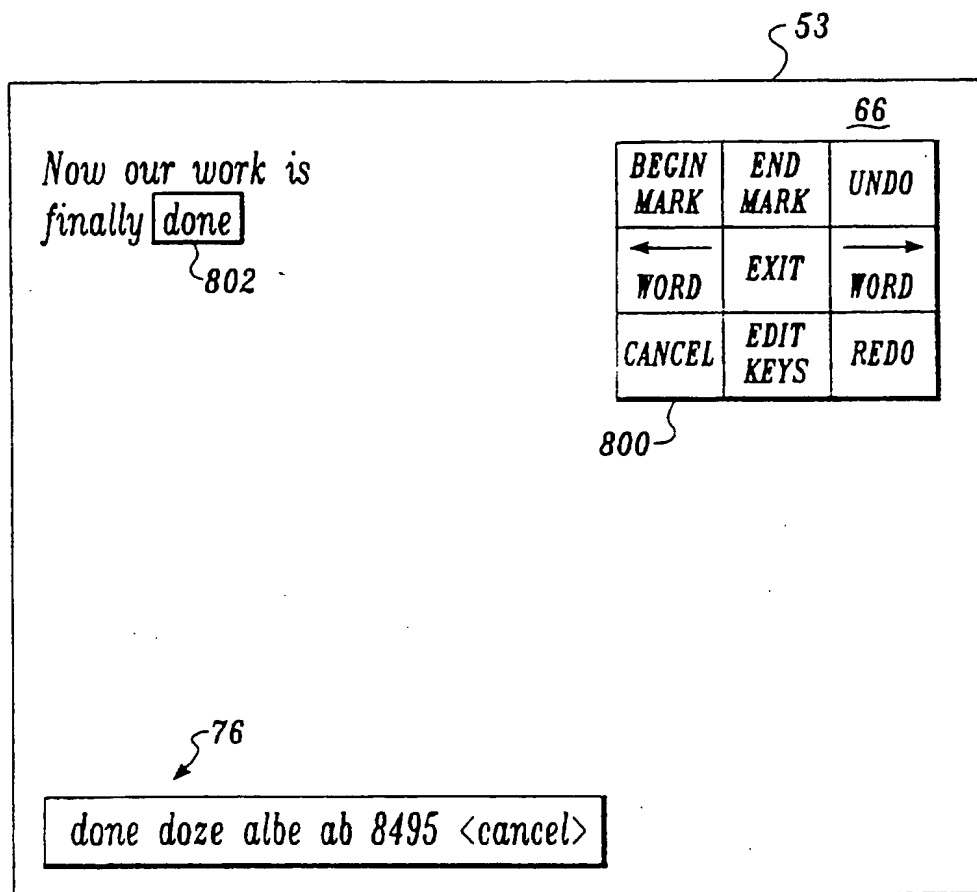 53
66
Now our work is
finally done
802
BEGIN MARK
END MARK
UNDO
WORD
EXIT
WORD
CANCEL
EDIT KEYS
REDO
800
76
done doze albe ab 8495 <cancel>